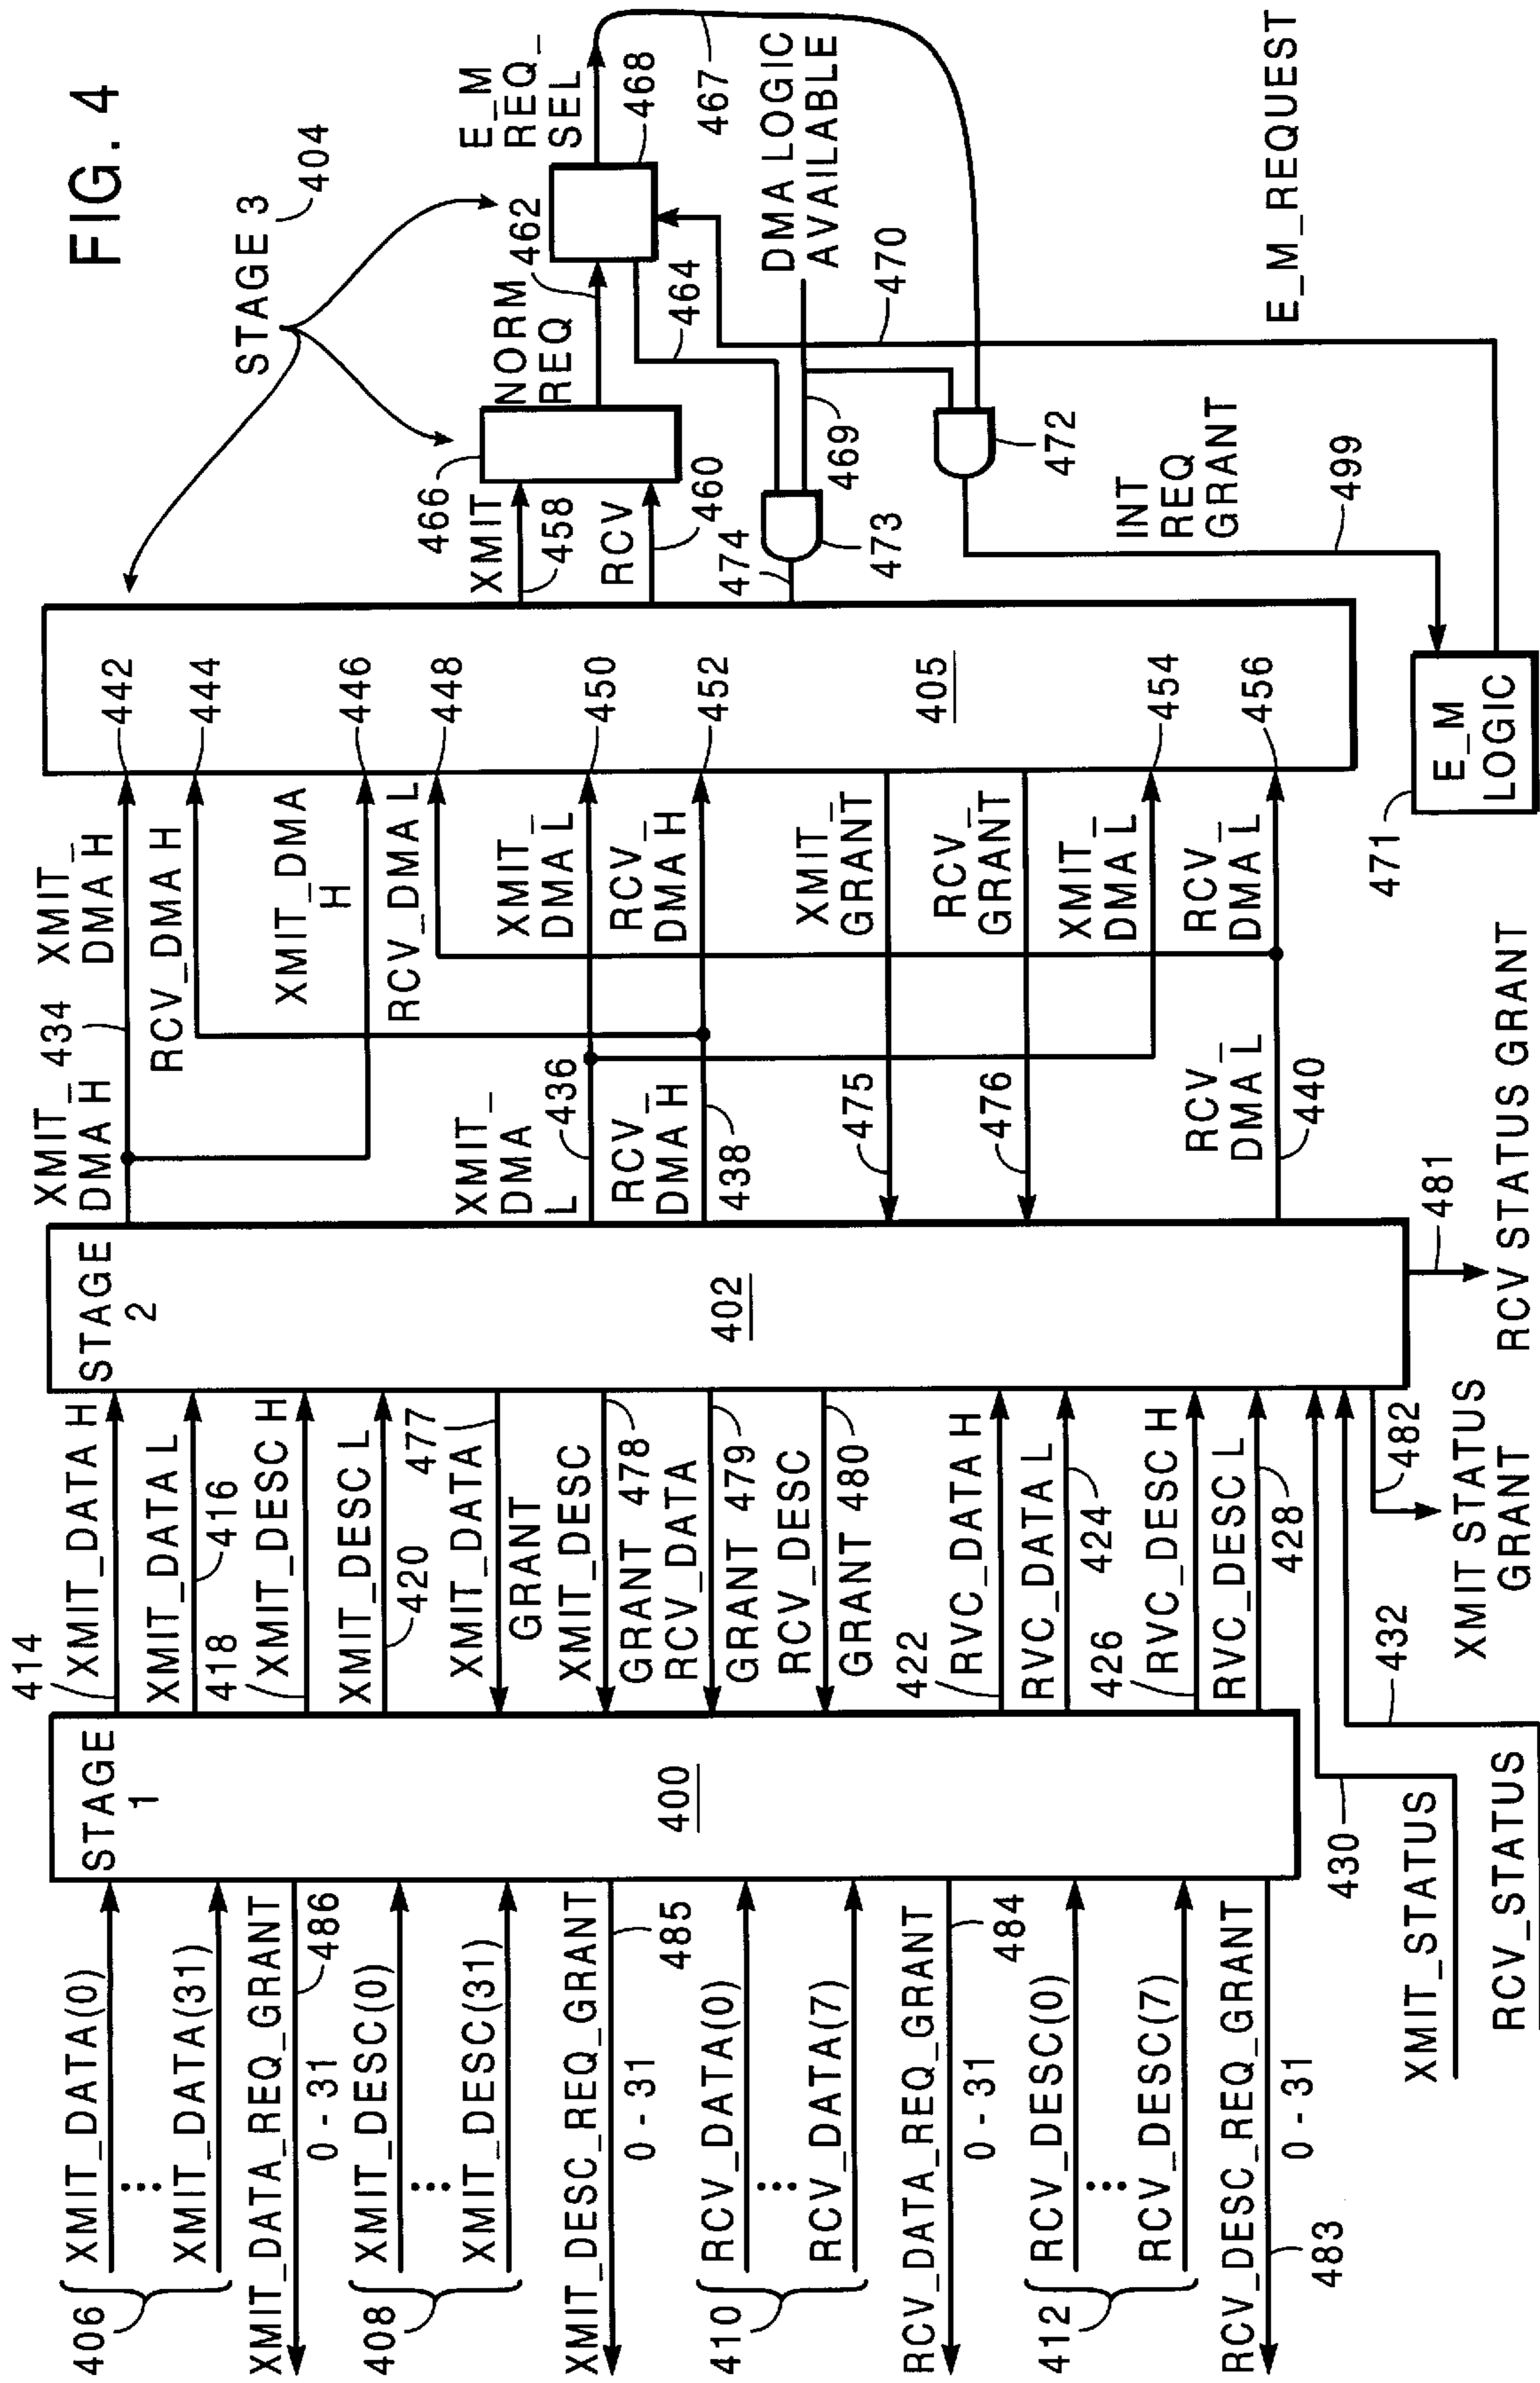 FIG. 4
STAGE 3
404
STAGE
1
400
STAGE
2
402
405
406
XMIT_DATA(0)
XMIT_DATA(31)
XMIT_DATA_REQ_GRANT
486
0 - 31
408
XMIT_DESC(0)
XMIT_DESC(31)
XMIT_DESC_REQ_GRANT
485
0 - 31
410
RCV_DATA(0)
RCV_DATA(7)
RCV_DATA_REQ_GRANT
484
0 - 31
412
RCV_DESC(0)
RCV_DESC(7)
RCV_DESC_REQ_GRANT
483
0 - 31
XMIT_STATUS
430
RCV_STATUS
432
414
XMIT_DATA H
XMIT_DATA L
416
418
XMIT_DESC H
XMIT_DESC L
420
XMIT_DATA
477
GRANT
XMIT_DESC
GRANT 478
RCV_DATA
GRANT 479
RCV_DESC
GRANT 480
422
RVC_DATA H
RVC_DATA L
424
426
RVC_DESC H
RVC_DESC L
428
482
XMIT STATUS
GRANT
481
RCV STATUS GRANT
XMIT_
DMA H
434
XMIT_
DMA H
RCV_DMA H
XMIT_DMA
H
RCV_DMA L
XMIT_
DMA
L
436
XMIT_
DMA L
RCV_
DMA H
438
RCV_
DMA H
475
XMIT_
GRANT
476
RCV_
GRANT
XMIT_
DMA L
RCV_
DMA L
440
RCV_
DMA L
442
444
446
448
450
452
454
456
466
XMIT
458
RCV
460
474
473
NORM
REQ
462
E_M
REQ_
SEL
468
464
467
DMA LOGIC
AVAILABLE
469
470
472
INT
REQ
GRANT
499
E_M_REQUEST
471
E_M
LOGIC